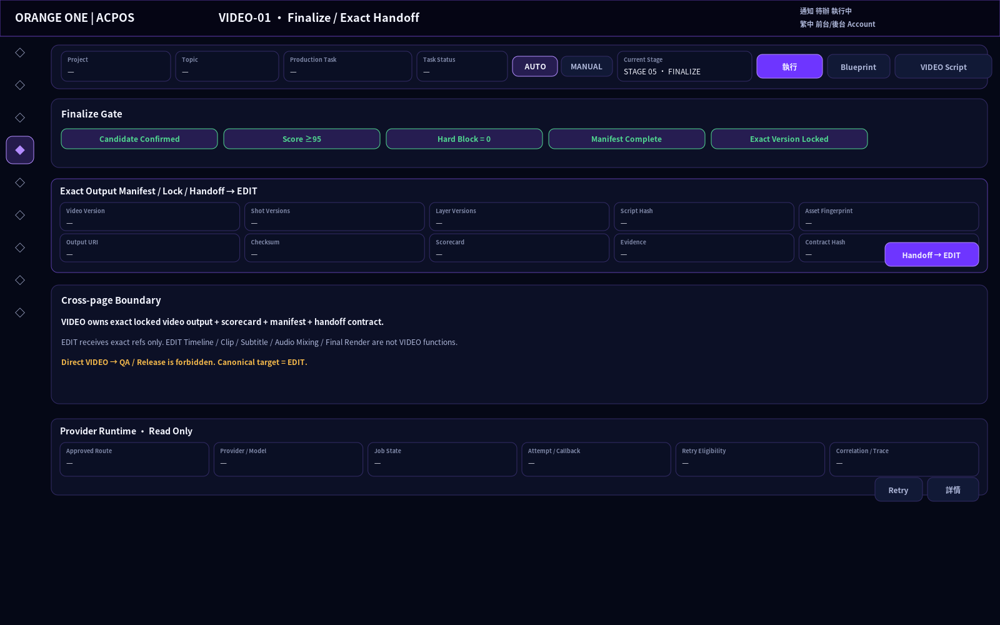 ORANGE ONE | ACPOS
VIDEO-01 • Finalize / Exact Handoff
通知 待辦 執行中
繁中 前台/後台 Account
Project
—
Topic
—
Production Task
—
Task Status
—
AUTO
MANUAL
Current Stage
STAGE 05 • FINALIZE
執行
Blueprint
VIDEO Script
Finalize Gate
Candidate Confirmed
Score ≥95
Hard Block = 0
Manifest Complete
Exact Version Locked
Exact Output Manifest / Lock / Handoff → EDIT
Video Version
—
Shot Versions
—
Layer Versions
—
Script Hash
—
Asset Fingerprint
—
Output URI
—
Checksum
—
Scorecard
—
Evidence
—
Contract Hash
—
Handoff → EDIT
Cross-page Boundary
VIDEO owns exact locked video output + scorecard + manifest + handoff contract.
EDIT receives exact refs only. EDIT Timeline / Clip / Subtitle / Audio Mixing / Final Render are not VIDEO functions.
Direct VIDEO → QA / Release is forbidden. Canonical target = EDIT.
Provider Runtime • Read Only
Approved Route
—
Provider / Model
—
Job State
—
Attempt / Callback
—
Retry Eligibility
—
Correlation / Trace
—
Retry
詳情